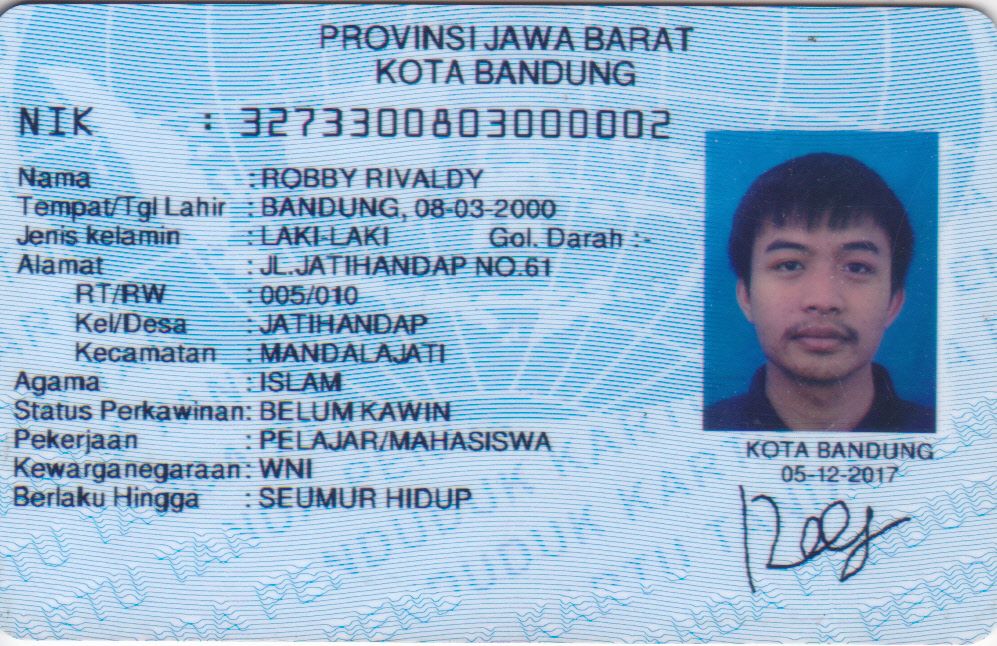 PROVINSI JAWA BARAT
KOTA BANDUNG
NIK : 3273300803000002
Nama : ROBBY RIVALDY
Tempat/Tgl Lahir : BANDUNG, 08-03-2000
Jenis kelamin : LAKI-LAKI Gol. Darah :-
Alamat : JL.JATIHANDAP NO.61
RT/RW : 005/010
Kel/Desa : JATIHANDAP
Kecamatan : MANDALAJATI
Agama : ISLAM
Status Perkawinan: BELUM KAWIN
Pekerjaan : PELAJAR/MAHASISWA
Kewarganegaraan: WNI
Berlaku Hingga : SEUMUR HIDUP
KOTA BANDUNG
05-12-2017